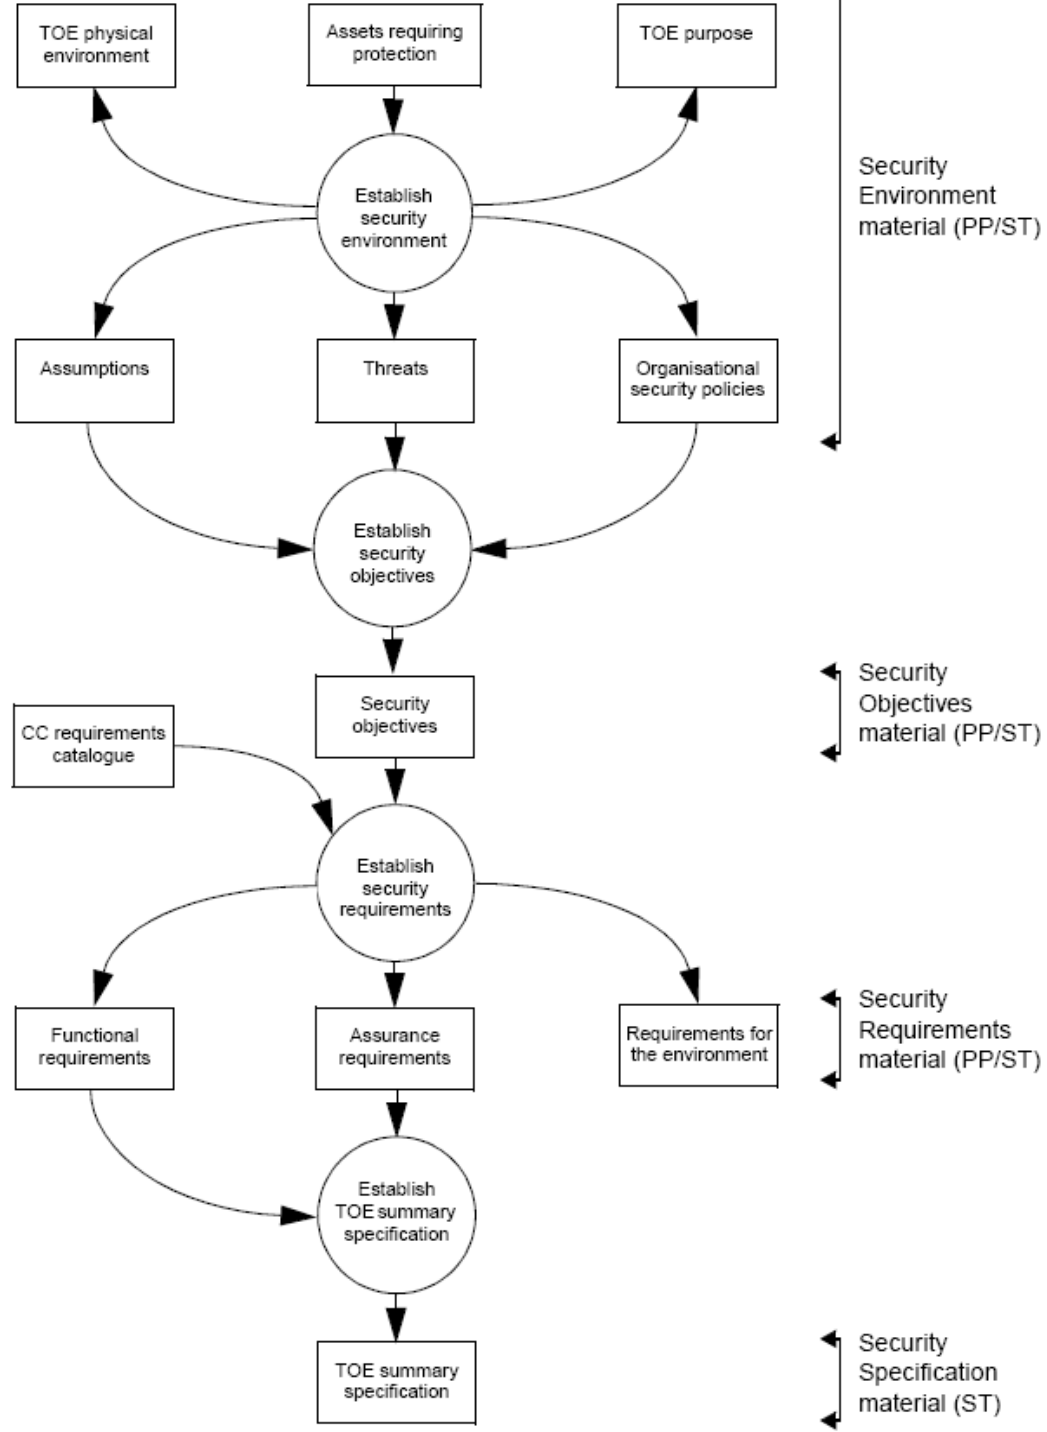 TOE physical
environment
Assets requiring
protection
TOE purpose
Security
Environment
material (PP/ST)
Establish
security
environment
Assumptions
Threats
Organisational
security policies
Establish
security
objectives
Security
objectives
Security
Objectives
material (PP/ST)
CC requirements
catalogue
Establish
security
requirements
Functional
requirements
Assurance
requirements
Requirements for
the environment
Security
Requirements
material (PP/ST)
Establish
TOE summary
specification
TOE summary
specification
Security
Specification
material (ST)